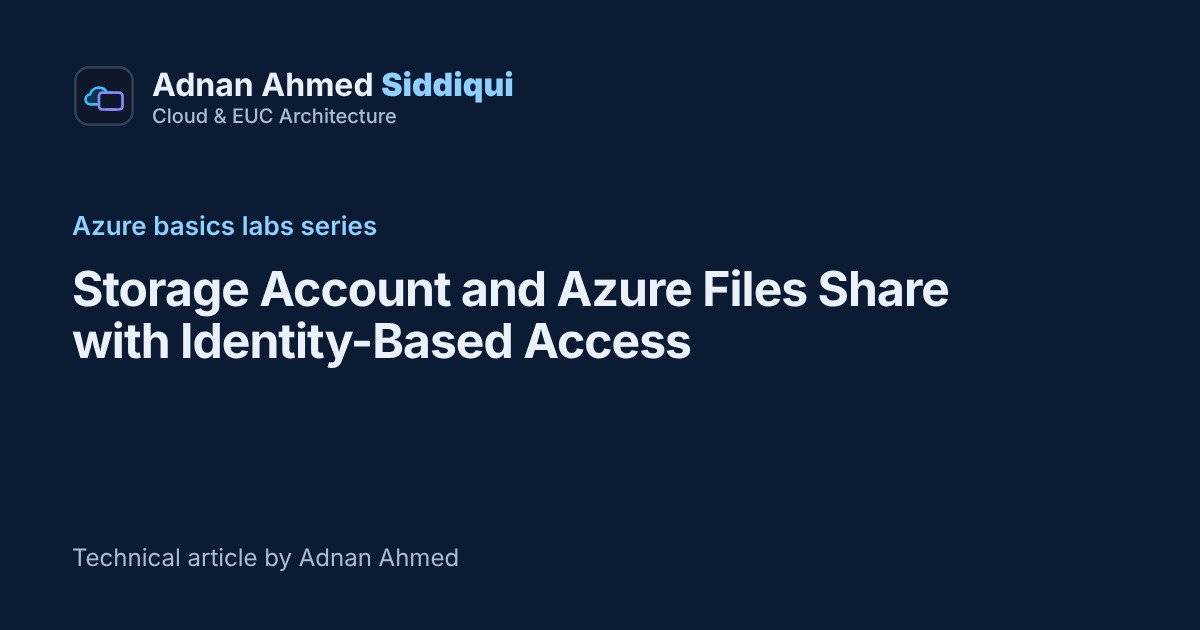 Adnan Ahmed Siddiqui
Cloud & EUC Architecture
Azure basics labs series
Storage Account and Azure Files Share
with Identity-Based Access
Technical article by Adnan Ahmed